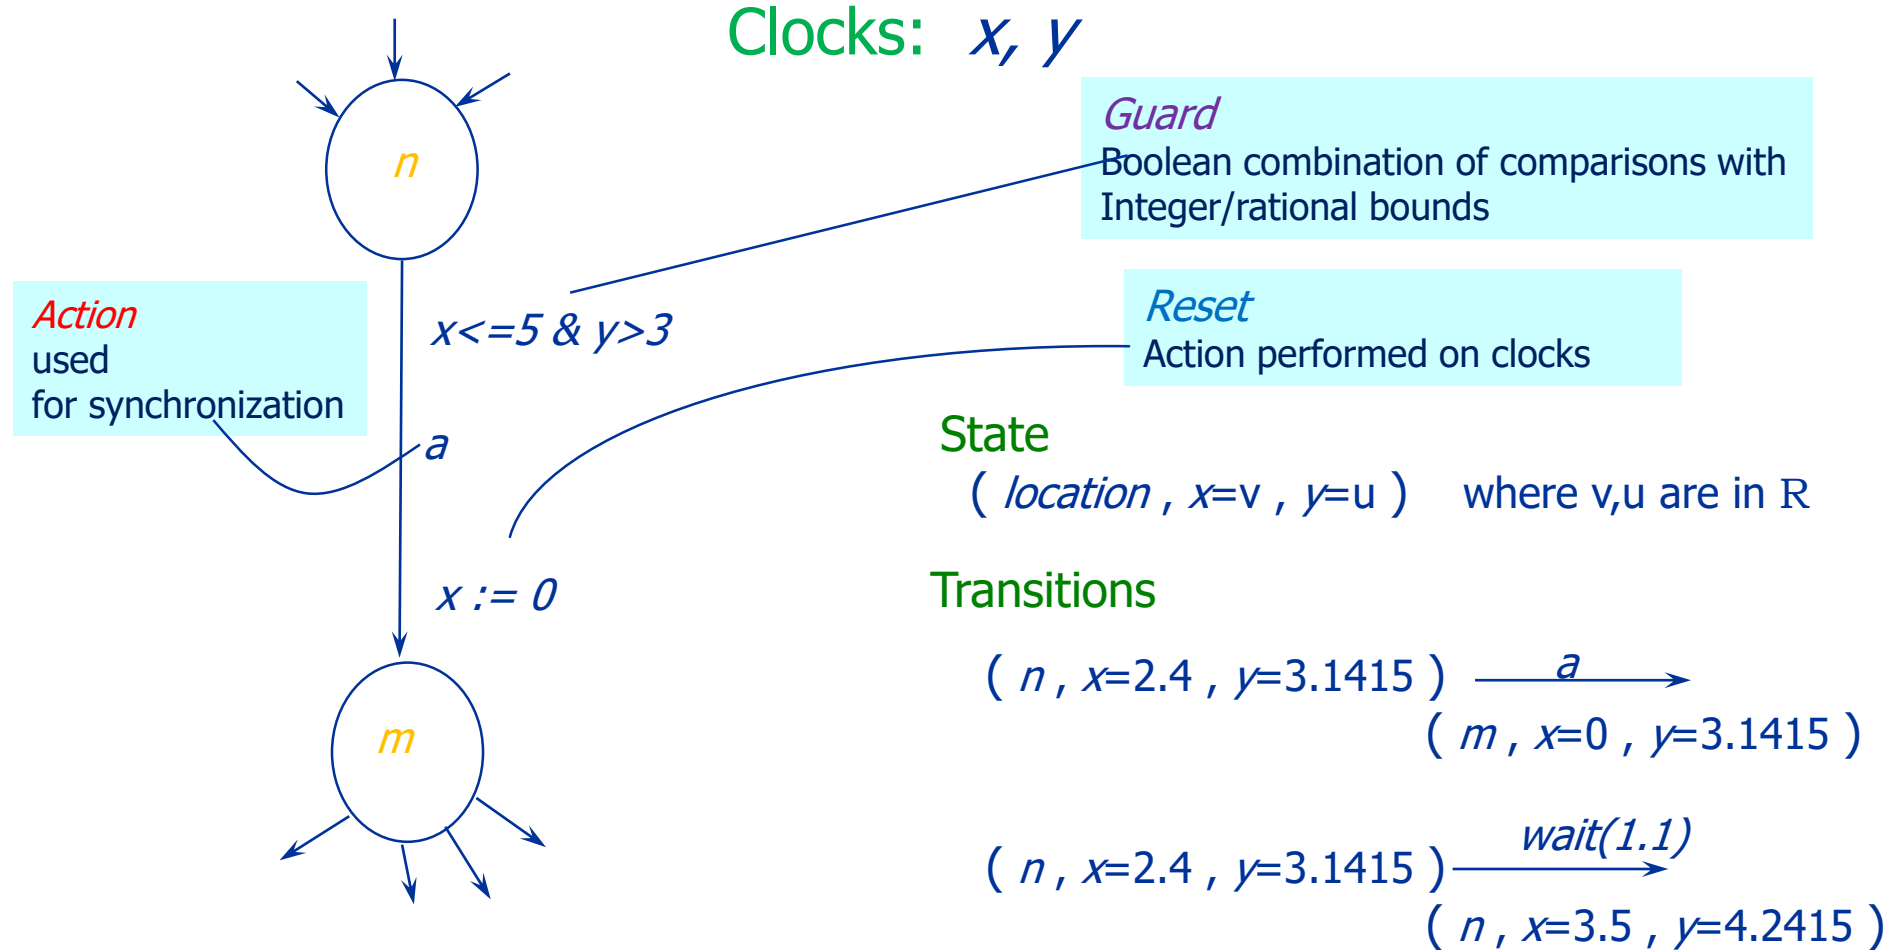 Clocks: x, y
n
Guard
Boolean combination of comparisons with
Integer/rational bounds
Action
used
for synchronization
x<=5 & y>3
Reset
Action performed on clocks
a
State
( location , x=v , y=u ) where v,u are in R
x := 0
Transitions
m
( n , x=2.4 , y=3.1415 ) a
( m , x=0 , y=3.1415 )
wait(1.1)
( n , x=2.4 , y=3.1415 )
( n , x=3.5 , y=4.2415 )